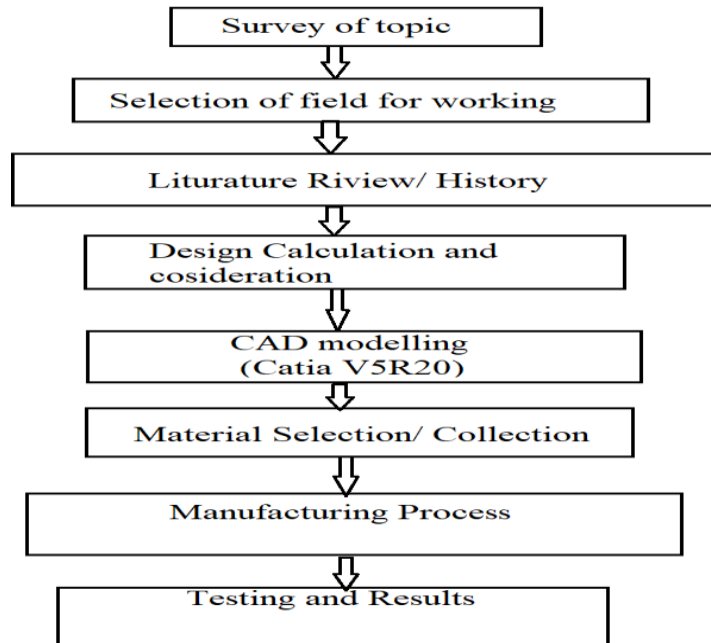 Survey of topic
Selection of field for working
Liturature Riview/ History
Design Calculation and
cosideration
CAD modelling
(Catia V5R20)
Material Selection/ Collection
Manufacturing Process
Testing and Results